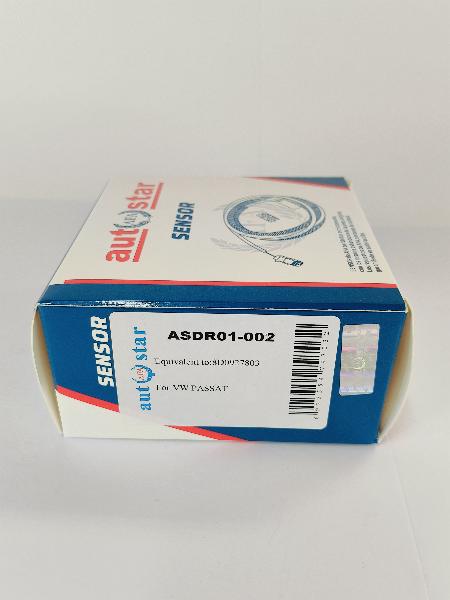 autostar
SENSOR
SENSOR
autostar
ASDR01-002
Equivalent to:8D0927803
For VW PASSAT